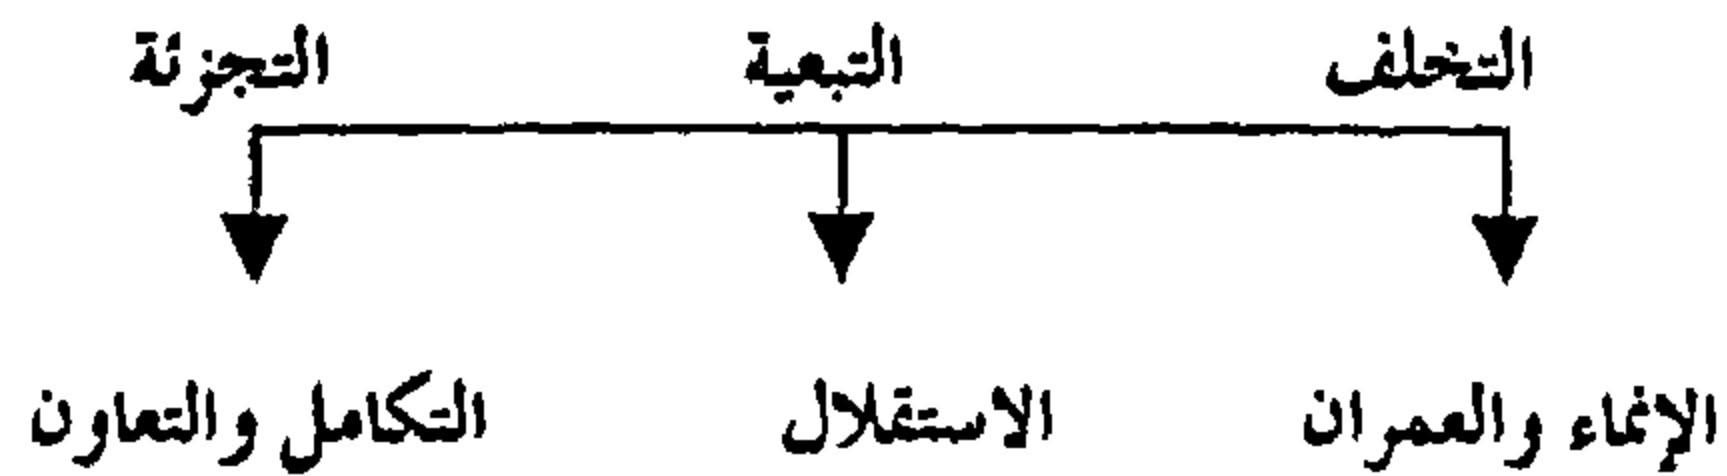 التخلف التبعية التجزئة
الإنماء والعمران الاستقلال التكامل والتعاون